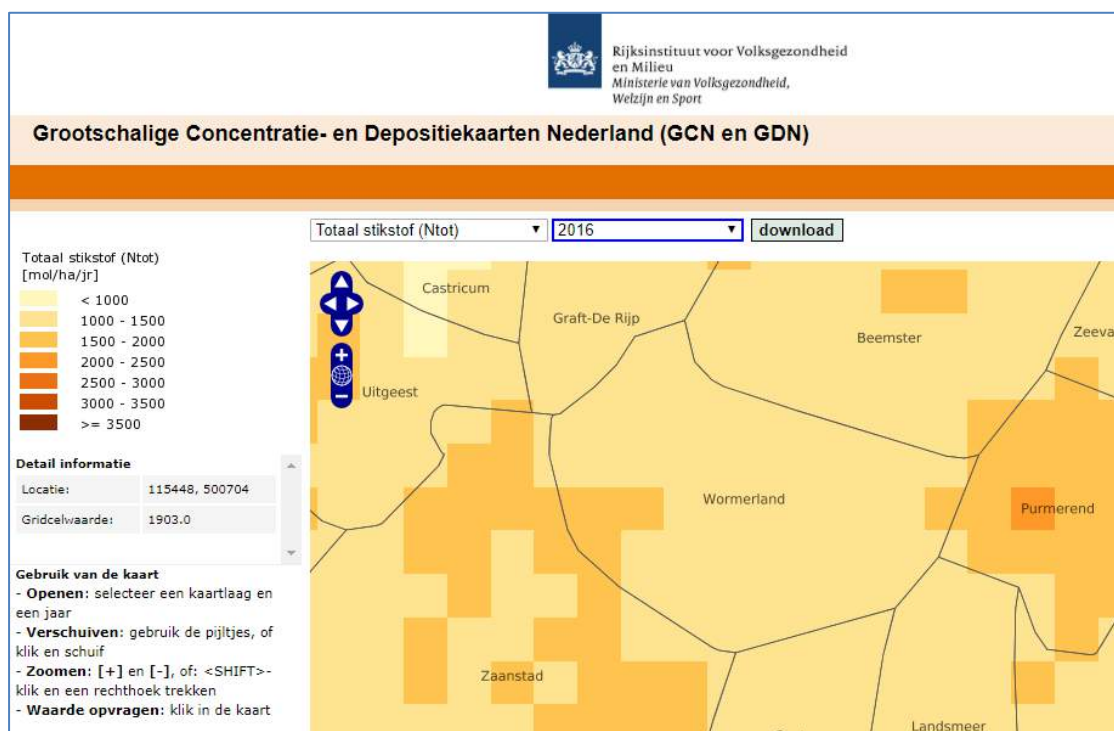 Rijksinstituut voor Volksgezondheid
en Milieu
Ministerie van Volksgezondheid,
Welzijn en Sport
Grootschalige Concentratie- en Depositiekaarten Nederland (GCN en GDN)
Totaal stikstof (Ntot)
2016
download
Totaal stikstof (Ntot)
[mol/ha/jr]
< 1000
1000 - 1500
1500 - 2000
2000 - 2500
2500 - 3000
3000 - 3500
>= 3500
Detail informatie
Locatie: 115448, 500704
Gridcelwaarde: 1903.0
Gebruik van de kaart
- Openen: selecteer een kaartlaag en
een jaar
- Verschuiven: gebruik de pijltjes, of
klik en schuif
- Zoomen: [+] en [-], of: <SHIFT>-
klik en een rechthoek trekken
- Waarde opvragen: klik in de kaart
Castricum
Graft-De Rijp
Beemster
Zeeva
Uitgeest
Wormerland
Purmerend
Zaanstad
Landsmeer